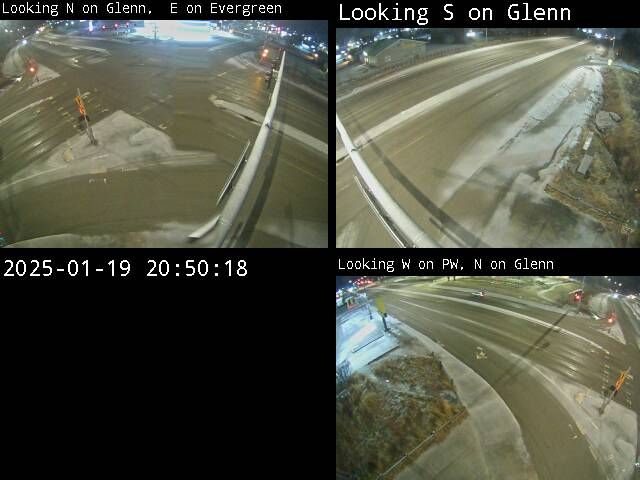 Looking N on Glenn,  E on Evergreen
Looking S on Glenn
2025-01-19 20:50:18
Looking W on PW, N on Glenn